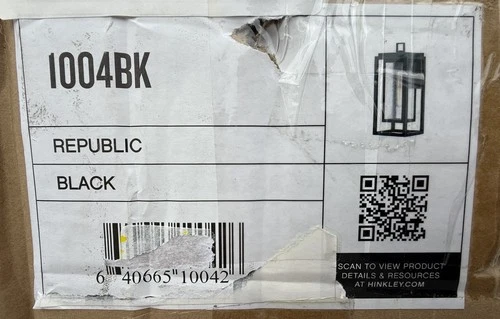 1004BK
REPUBLIC
BLACK
6 40665 10042
SCAN TO VIEW PRODUCT
DETAILS & RESOURCES
AT HINKLEY.COM